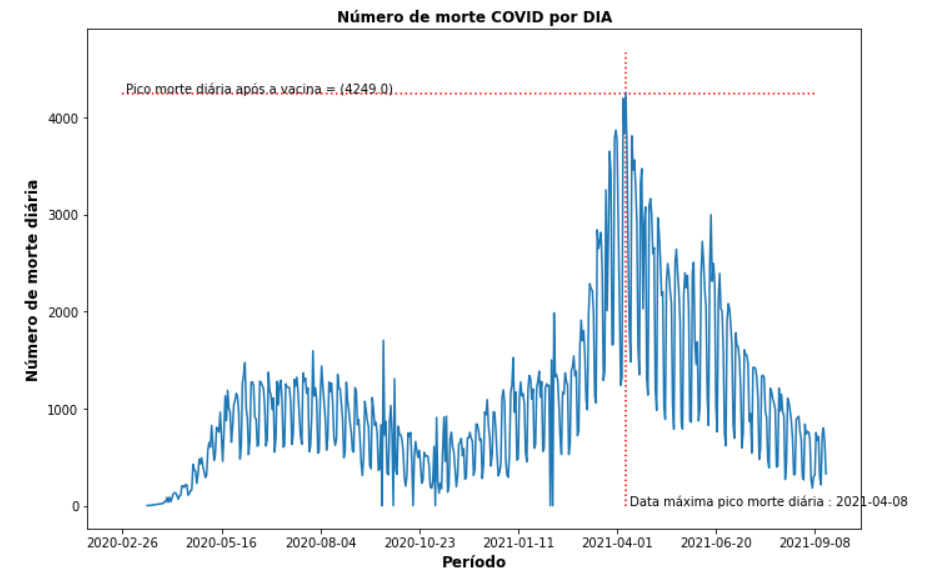 Número de morte COVID por DIA
Pico morte diária após a vacina = (4249.0)
Número de morte diária
4000
3000
2000
1000
0
Data máxima pico morte diária : 2021-04-08
2020-02-26 2020-05-16 2020-08-04 2020-10-23 2021-01-11 2021-04-01 2021-06-20 2021-09-08
Período